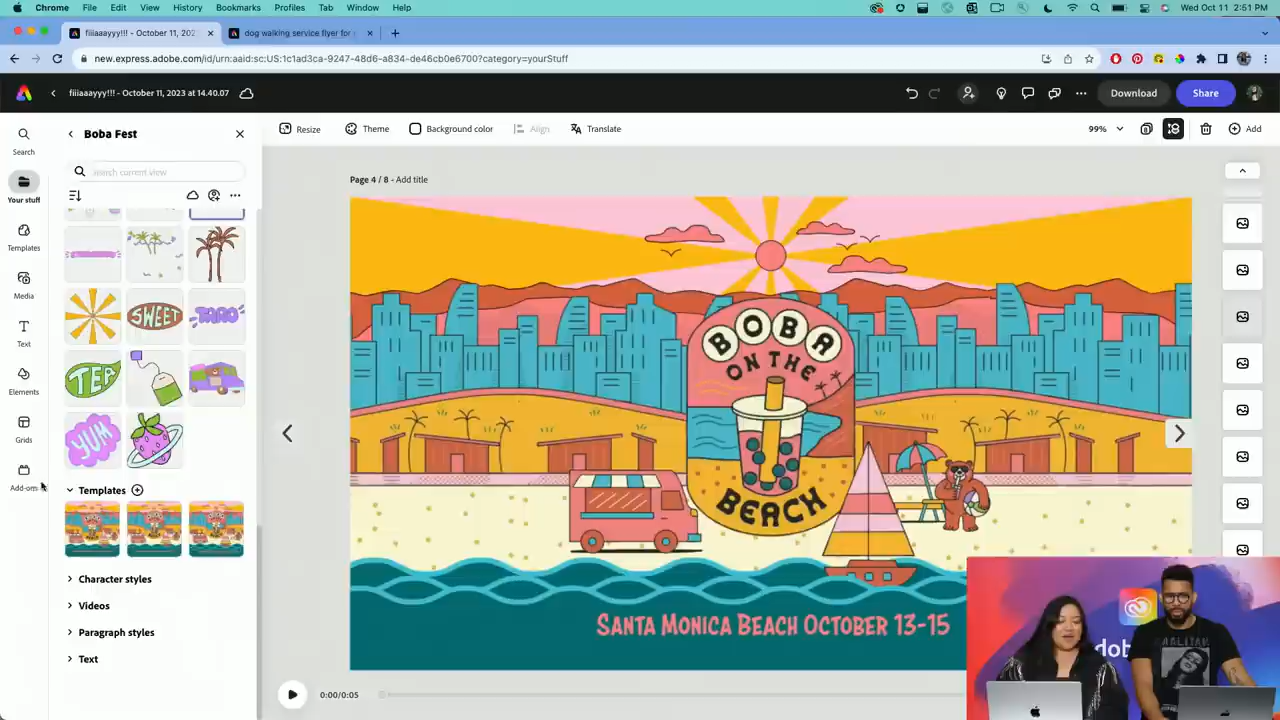 Chrome File Edit View History Bookmarks Profiles Tab Window Help Wed Oct 11 2:51 PM
fiiiaaayyy!!! - October 11, 202 dog walking service flyer for
new.express.adobe.com/id/urn:aaid:sc:US:1c1ad3ca-9247-48d6-a834-de46cb0e6700?category=yourStuff
fiiiaaayyy!!! - October 11, 2023 at 14.40.07 Download Share
Search Boba Fest Resize Theme Background color Align Translate 99% Add
Search current view
Your stuff
Page 4 / 8 - Add title
Templates
Media
Text
Elements
Grids
Add-ons
SWEET TARO
TEA
YUM
Templates
Character styles
Videos
Paragraph styles
Text
BOBA
ON THE
BEACH
SANTA MONICA BEACH OCTOBER 13-15
0:00/0:05